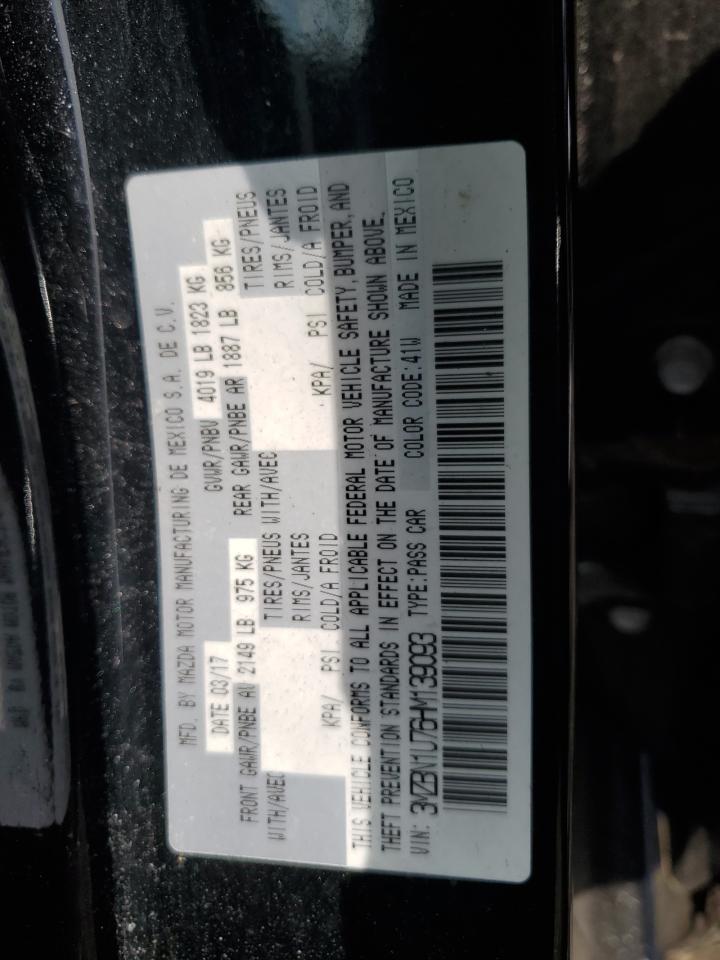 MFD. BY MAZDA MOTOR MANUFACTURING DE MEXICO S.A. DE C.V.
DATE 03/17 GVWR/PNBV 4019 LB 1823 KG
FRONT GAWR/PNBE AV 2149 LB 975 KG REAR GAWR/PNBE AR 1887 LB 856 KG
WITH/AVEC TIRES/PNEUS WITH/AVEC TIRES/PNEUS
RIMS/JANTES RIMS/JANTES
KPA/ PSI COLD/A FROID KPA/ PSI COLD/A FROID
THIS VEHICLE CONFORMS TO ALL APPLICABLE FEDERAL MOTOR VEHICLE SAFETY, BUMPER, AND
THEFT PREVENTION STANDARDS IN EFFECT ON THE DATE OF MANUFACTURE SHOWN ABOVE.
VIN: 3MZBN1U76HM139093 TYPE:PASS CAR COLOR CODE:41W MADE IN MEXICO